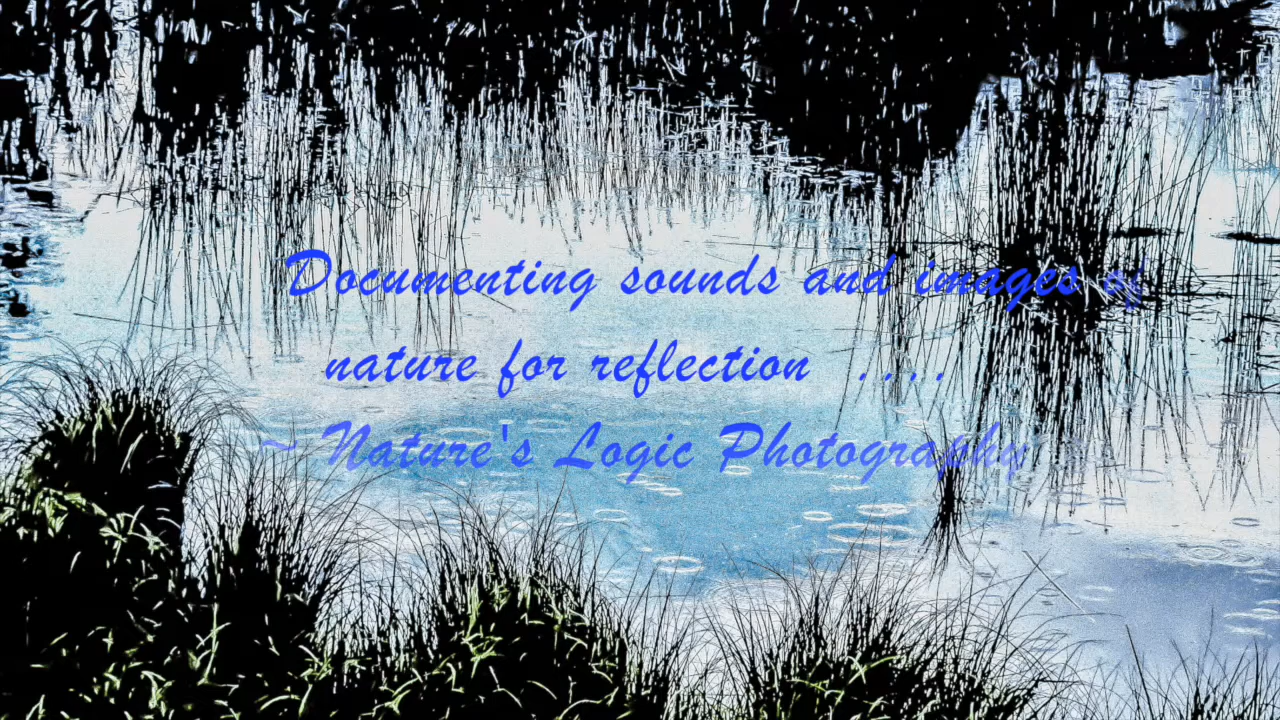 Documenting sounds and images of
nature for reflection ....
~ Nature's Logic Photography